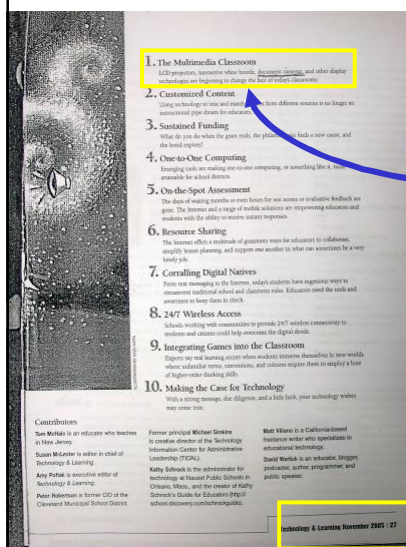 1. The Multimedia Classroom
LCD projectors, interactive white boards, document cameras, and other display
technologies are beginning to change the face of today's classrooms.
2. Customized Content
Using technology to mix and match from different sources is no longer an
instructional pipe dream for educators.
3. Sustained Funding
What do you do when the grant ends, the philanthropist finds a new cause, and
the bond expires?
4. One-to-One Computing
Emerging tools are making one-to-one computing, or something like it, more
attainable for school districts.
5. On-the-Spot Assessment
The days of waiting months or even hours for test scores or evaluative feedback are
gone. The Internet and a range of mobile solutions are empowering educators and
students with the ability to receive instant responses.
6. Resource Sharing
The Internet offers a multitude of grassroots ways for educators to collaborate,
simplify lesson planning, and support one another in what can sometimes be a very
lonely job.
7. Corralling Digital Natives
From text messaging to the Internet, today's students have ingenious ways to
circumvent traditional school and classroom rules. Educators need the tools and
awareness to keep them in check.
8. 24/7 Wireless Access
Schools working with communities to provide 24/7 wireless connectivity to
students and citizens could help overcome the digital divide.
9. Integrating Games into the Classroom
Experts say real learning occurs when students immerse themselves in new worlds
where unfamiliar terms, conventions, and cultures require them to employ a host
of higher-order thinking skills.
10. Making the Case for Technology
With a strong message, due diligence, and a little luck, your technology wishes
may come true.
Contributors
Tom McHale is an educator who teaches
in New Jersey.
Susan McLester is editor in chief of
Technology & Learning.
Amy Poftak is executive editor of
Technology & Learning.
Peter Robertson is former CIO of the
Cleveland Municipal School District.
Former principal Michael Simkins
is creative director of the Technology
Information Center for Administrative
Leadership (TICAL).
Kathy Schrock is the administrator for
technology at Nauset Public Schools in
Orleans, Mass., and the creator of Kathy
Schrock's Guide for Educators (http://
school.discovery.com/schrockguide).
Matt Villano is a California-based
freelance writer who specializes in
educational technology.
David Warlick is an educator, blogger,
podcaster, author, programmer, and
public speaker.
Technology & Learning November 2005 | 27